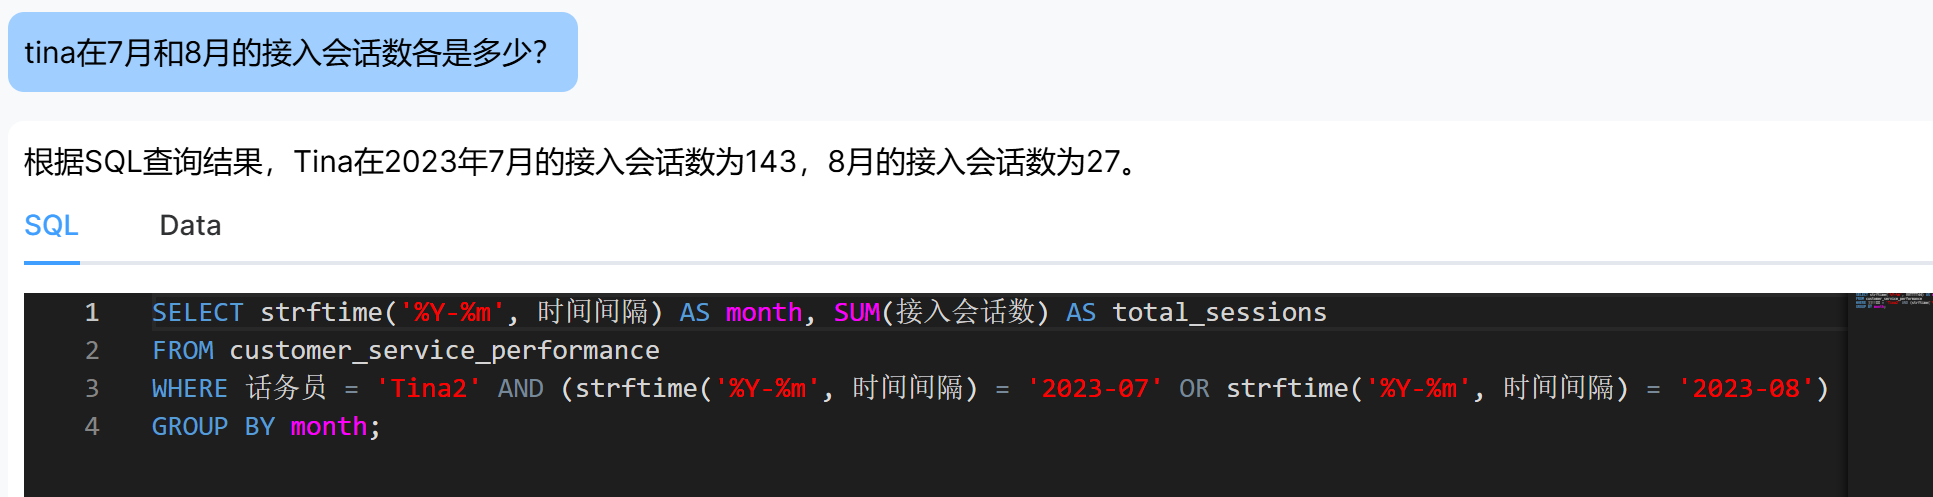 tina在7月和8月的接入会话数各是多少？
根据SQL查询结果，Tina在2023年7月的接入会话数为143，8月的接入会话数为27。
SQL Data
1 SELECT strftime('%Y-%m', 时间间隔) AS month, SUM(接入会话数) AS total_sessions
2 FROM customer_service_performance
3 WHERE 话务员 = 'Tina2' AND (strftime('%Y-%m', 时间间隔) = '2023-07' OR strftime('%Y-%m', 时间间隔) = '2023-08')
4 GROUP BY month;